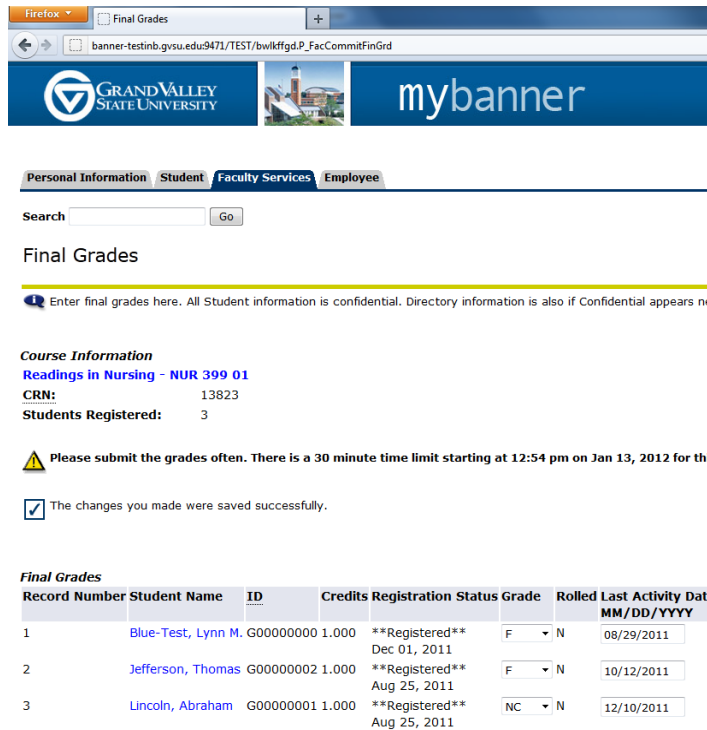 Firefox
Final Grades
banner-testinb.gvsu.edu:9471/TEST/bwlkffgd.P_FacCommitFinGrd
GRANDVALLEY
STATE UNIVERSITY
mybanner
Personal Information Student Faculty Services Employee
Search Go
Final Grades
Enter final grades here. All Student information is confidential. Directory information is also if Confidential appears
Course Information
Readings in Nursing - NUR 399 01
CRN: 13823
Students Registered: 3
Please submit the grades often. There is a 30 minute time limit starting at 12:54 pm on Jan 13, 2012 for
The changes you made were saved successfully.
Final Grades
Record Number Student Name ID Credits Registration Status Grade Rolled Last Activity
MM/DD/YYYY
1 Blue-Test, Lynn M. G00000000 1.000 **Registered** F N 08/29/2011
Dec 01, 2011
2 Jefferson, Thomas G00000002 1.000 **Registered** F N 10/12/2011
Aug 25, 2011
3 Lincoln, Abraham G00000001 1.000 **Registered** NC N 12/10/2011
Aug 25, 2011